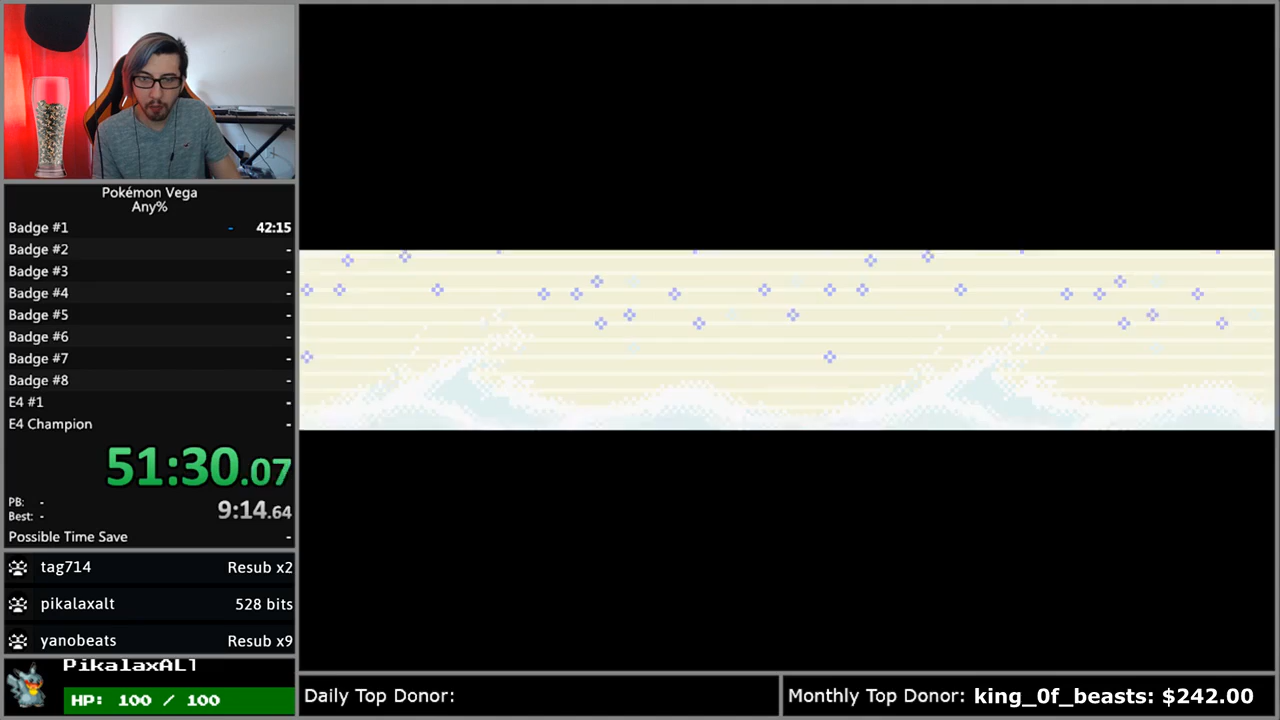 Pokémon Vega
Any%
Badge #1 - 42:15
Badge #2 -
Badge #3 -
Badge #4 -
Badge #5 -
Badge #6 -
Badge #7 -
Badge #8 -
E4 #1 -
E4 Champion -
51:30.07
PB: -
Best: -
9:14.64
Possible Time Save -
tag714 Resub x2
pikalaxalt 528 bits
yanobeats Resub x9
PikalaxALT
HP: 100 / 100
Daily Top Donor:
Monthly Top Donor: king_0f_beasts: $242.00